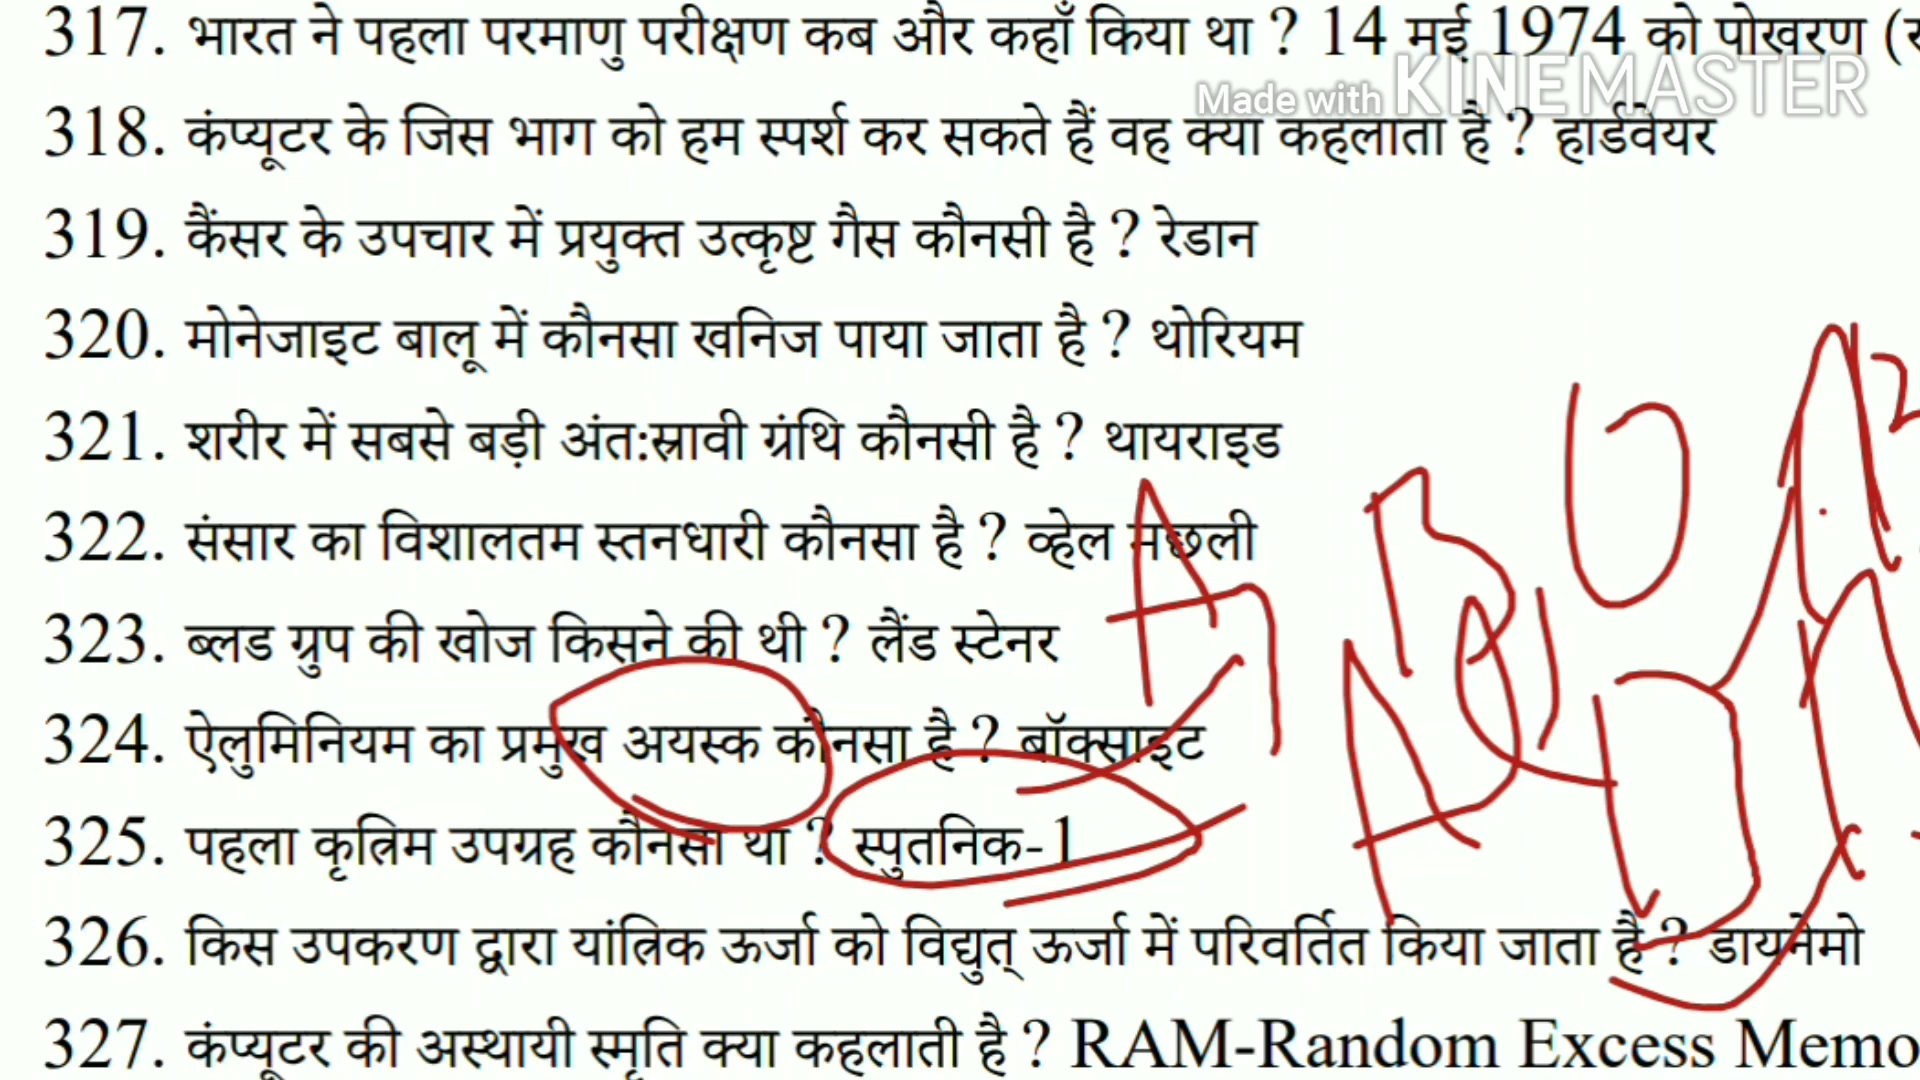 317. भारत ने पहला परमाणु परीक्षण कब और कहाँ किया था ? 14 मई 1974 को पोखरण
Made with KINEMASTER
318. कंप्यूटर के जिस भाग को हम स्पर्श कर सकते हैं वह क्या कहलाता है ? हार्डवेयर
319. कैंसर के उपचार में प्रयुक्त उत्कृष्ट गैस कौनसी है ? रेडान
320. मोनेजाइट बालू में कौनसा खनिज पाया जाता है ? थोरियम
321. शरीर में सबसे बड़ी अंत:स्रावी ग्रंथि कौनसी है ? थायराइड
322. संसार का विशालतम स्तनधारी कौनसा है ? व्हेल मछली
323. ब्लड ग्रुप की खोज किसने की थी ? लैंड स्टेनर
324. ऐलुमिनियम का प्रमुख अयस्क कौनसा है ? बॉक्साइट
325. पहला कृत्रिम उपग्रह कौनसा था ? स्पुतनिक-1
326. किस उपकरण द्वारा यांत्रिक ऊर्जा को विद्युत् ऊर्जा में परिवर्तित किया जाता है ? डायनेमो
327. कंप्यूटर की अस्थायी स्मृति क्या कहलाती है ? RAM-Random Excess Memo